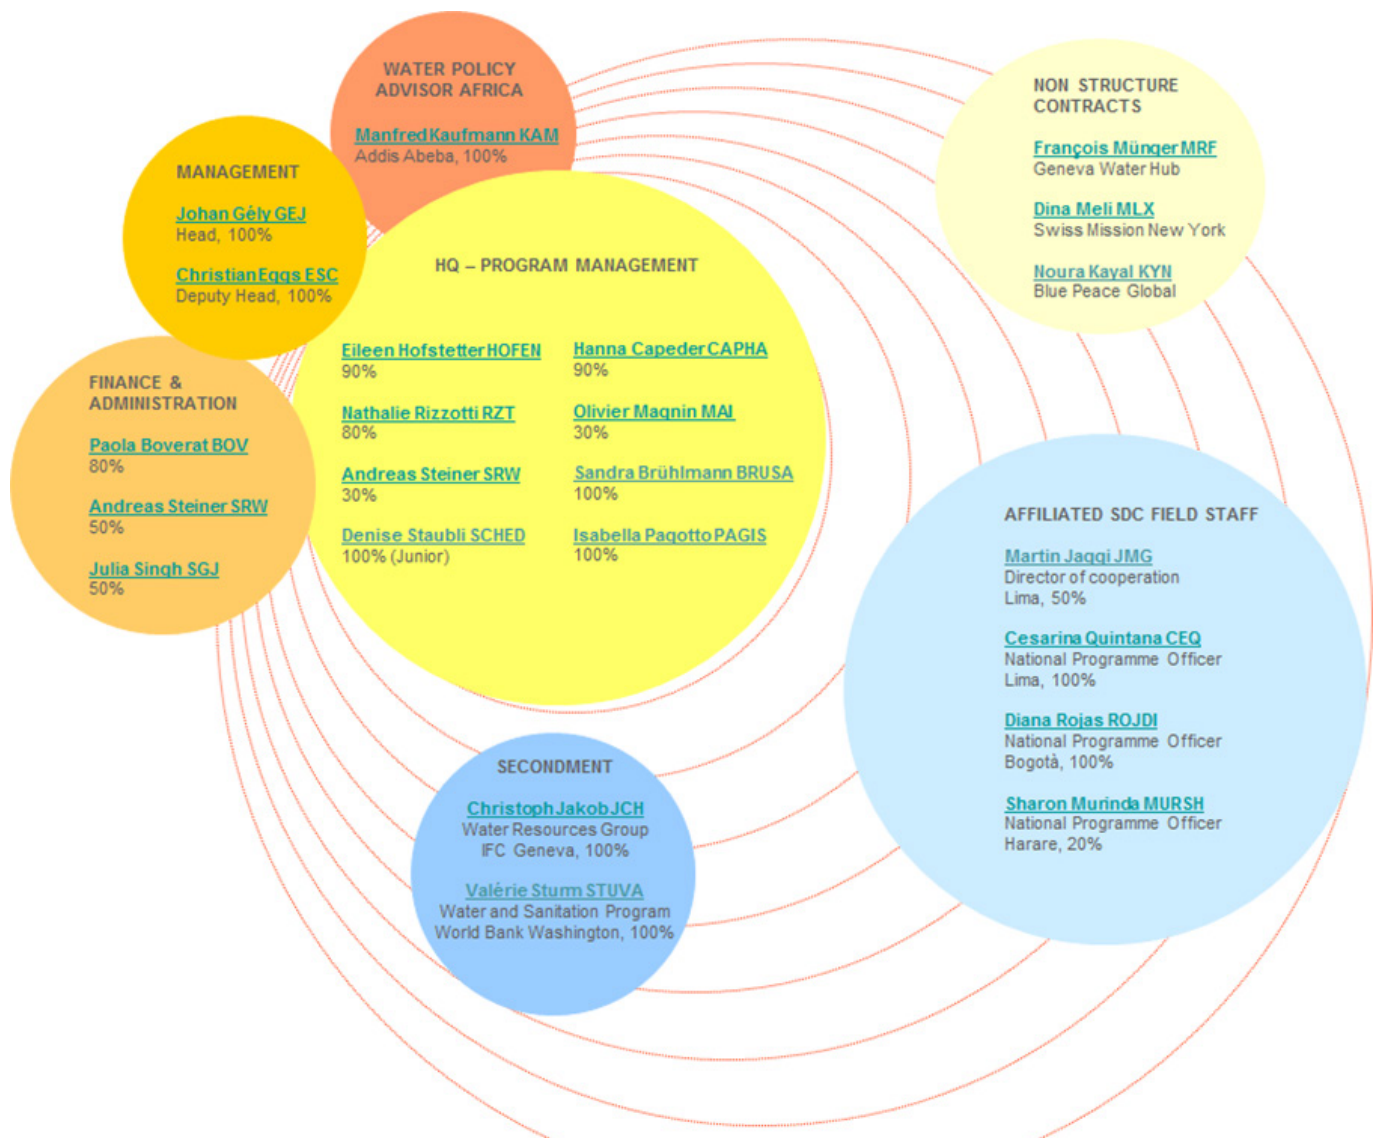 WATER POLICY
ADVISOR AFRICA
Manfred Kaufmann KAM
Addis Abeba, 100%
MANAGEMENT
Johan Gély GEJ
Head, 100%
Christian Eggs ESC
Deputy Head, 100%
FINANCE &
ADMINISTRATION
Paola Boverat BOV
80%
Andreas Steiner SRW
50%
Julia Singh SGJ
50%
HQ – PROGRAM MANAGEMENT
Eileen Hofstetter HOFEN
90%
Nathalie Rizzotti RZT
80%
Andreas Steiner SRW
30%
Denise Staubli SCHED
100% (Junior)
Hanna Capeder CAPHA
90%
Olivier Magnin MAI
30%
Sandra Brühlmann BRUSA
100%
Isabella Pagotto PAGIS
100%
NON STRUCTURE
CONTRACTS
François Münger MRF
Geneva Water Hub
Dina Meli MLX
Swiss Mission New York
Noura Kayal KYN
Blue Peace Global
AFFILIATED SDC FIELD STAFF
Martin Jaggi JMG
Director of cooperation
Lima, 50%
Cesarina Quintana CEQ
National Programme Officer
Lima, 100%
Diana Rojas ROJDI
National Programme Officer
Bogotà, 100%
Sharon Murinda MURSH
National Programme Officer
Harare, 20%
SECONDMENT
Christoph Jakob JCH
Water Resources Group
IFC Geneva, 100%
Valérie Sturm STUVA
Water and Sanitation Program
World Bank Washington, 100%